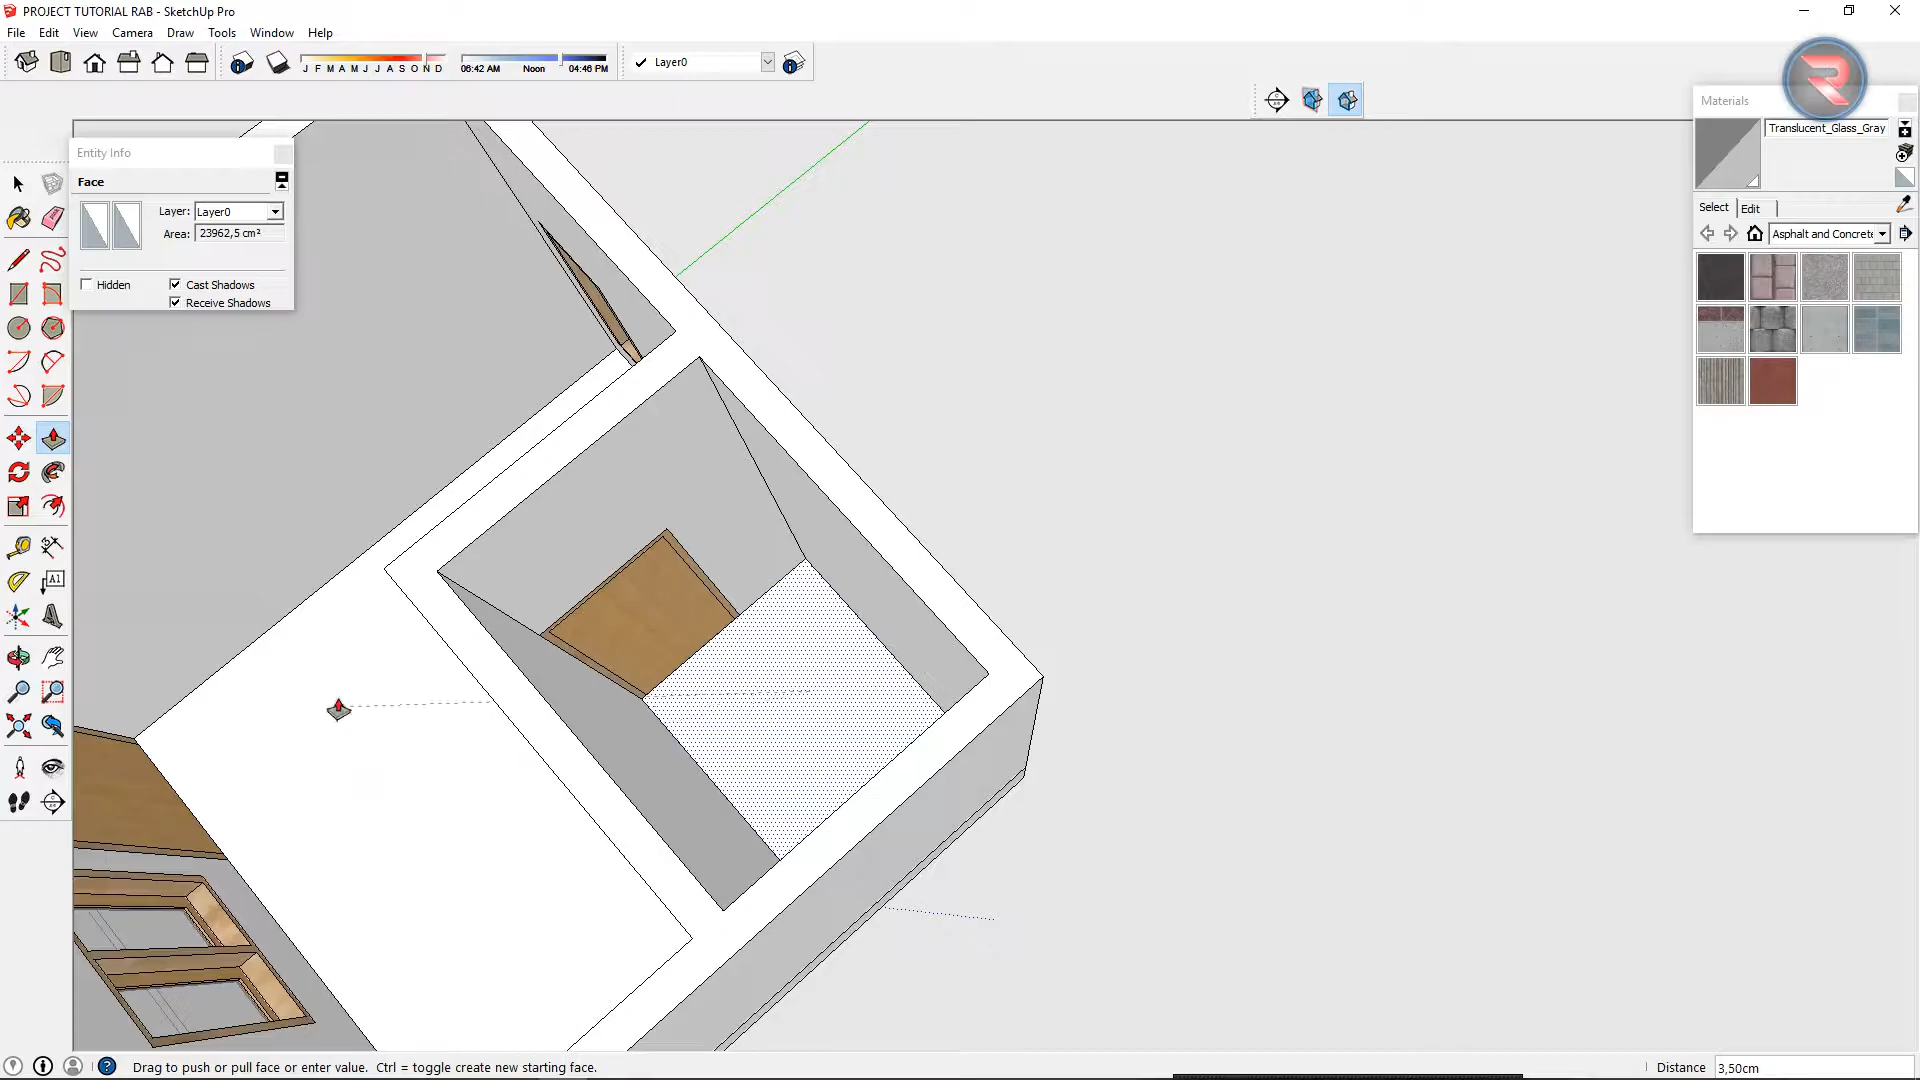 PROJECT TUTORIAL RAB - SketchUp Pro
File Edit View Camera Draw Tools Window Help
J F M A M J J A S O N D
06:42 AM Noon 04:46 PM
Layer0
Materials
Entity Info
Translucent_Glass_Gray
Face
Layer: Layer0
Area: 23962,5 cm²
Hidden
Cast Shadows
Receive Shadows
Select Edit
Asphalt and Concrete
A1
Drag to push or pull face or enter value. Ctrl = toggle create new starting face.
Distance 3,50cm